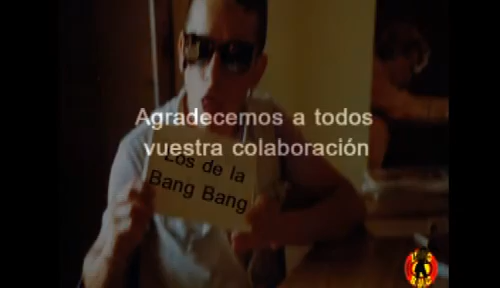 Agradecemos a todos
vuestra colaboración
Los de la
Bang Bang